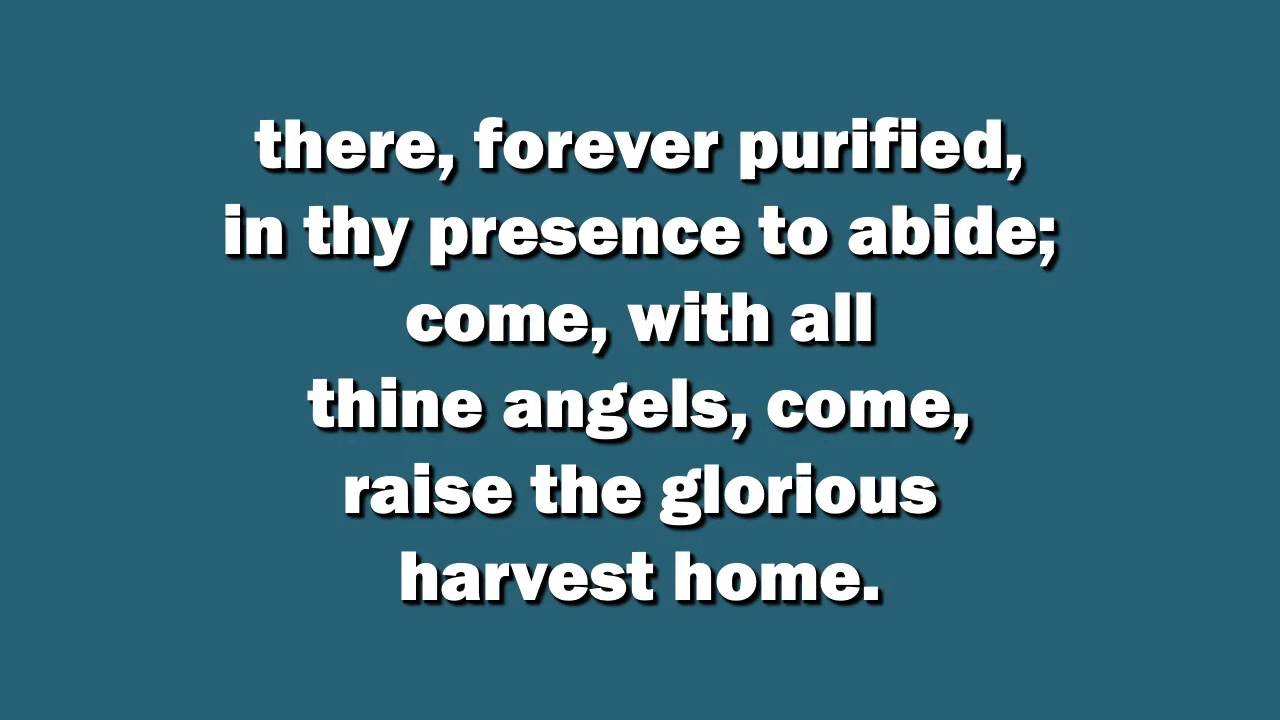 there, forever purified,
in thy presence to abide;
come, with all
thine angels, come,
raise the glorious
harvest home.